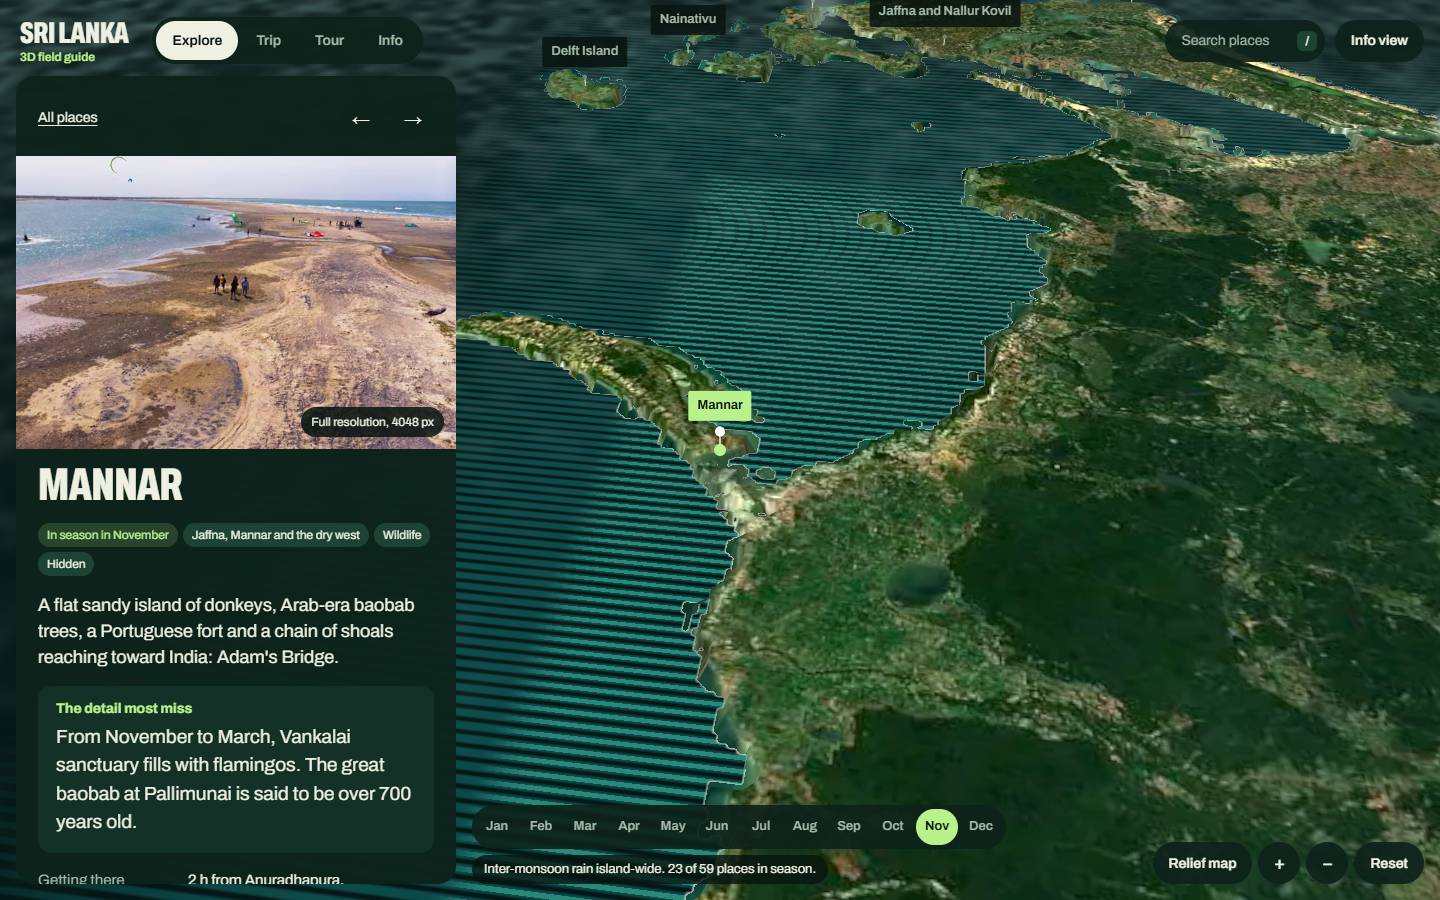 SRI LANKA
3D field guide
Explore
Trip
Tour
Info
Nainativu
Jaffna and Nallur Kovil
Delft Island
Search places
/
Info view
All places
← →
Full resolution, 4048 px
Mannar
MANNAR
In season in November
Jaffna, Mannar and the dry west
Wildlife
Hidden
A flat sandy island of donkeys, Arab-era baobab
trees, a Portuguese fort and a chain of shoals
reaching toward India: Adam's Bridge.
The detail most miss
From November to March, Vankalai
sanctuary fills with flamingos. The great
baobab at Pallimunai is said to be over 700
years old.
Getting there
2 h from Anuradhapura.
Jan Feb Mar Apr May Jun Jul Aug Sep Oct Nov Dec
Inter-monsoon rain island-wide. 23 of 59 places in season.
Relief map
+
−
Reset